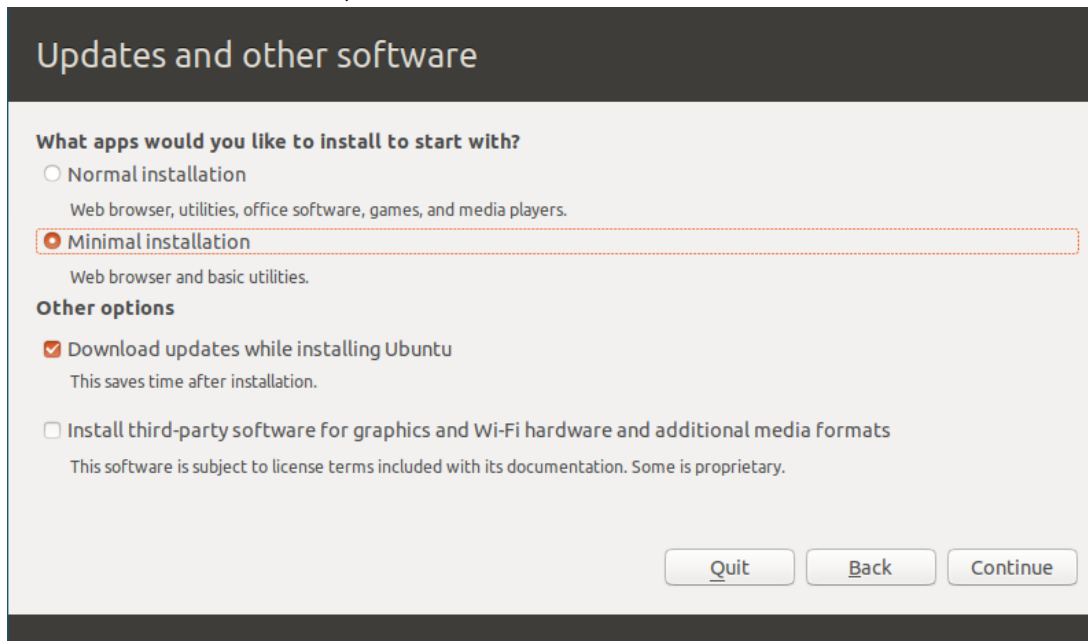 Updates and other software
What apps would you like to install to start with?
Normal installation
Web browser, utilities, office software, games, and media players.
Minimal installation
Web browser and basic utilities.
Other options
Download updates while installing Ubuntu
This saves time after installation.
Install third-party software for graphics and Wi-Fi hardware and additional media formats
This software is subject to license terms included with its documentation. Some is proprietary.
Quit Back Continue